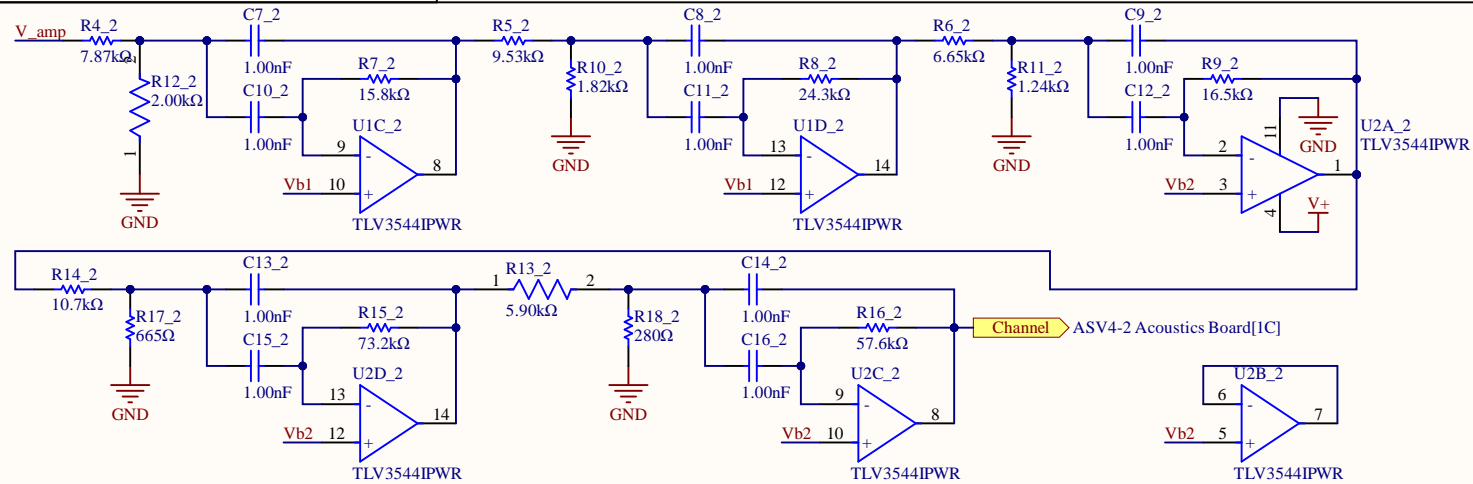 V_amp
R4_2
7.87kΩ
2
R12_2
2.00kΩ
1
GND
C7_2
1.00nF
R7_2
15.8kΩ
C10_2
1.00nF
U1C_2
9
-
10
+
8
Vb1
TLV3544IPWR
R5_2
9.53kΩ
R10_2
1.82kΩ
GND
C8_2
1.00nF
R8_2
24.3kΩ
C11_2
1.00nF
U1D_2
13
-
12
+
14
Vb1
TLV3544IPWR
R6_2
6.65kΩ
R11_2
1.24kΩ
GND
C9_2
1.00nF
R9_2
16.5kΩ
C12_2
1.00nF
11
GND
U2A_2
TLV3544IPWR
2
-
3
+
1
Vb2
4
V+
R14_2
10.7kΩ
R17_2
665Ω
GND
C13_2
1.00nF
R15_2
73.2kΩ
C15_2
1.00nF
U2D_2
13
-
12
+
14
Vb2
TLV3544IPWR
1
R13_2
2
5.90kΩ
R18_2
280Ω
GND
C14_2
1.00nF
R16_2
57.6kΩ
C16_2
1.00nF
U2C_2
9
-
10
+
8
Vb2
TLV3544IPWR
Channel
ASV4-2 Acoustics Board[1C]
U2B_2
6
-
5
+
7
Vb2
TLV3544IPWR